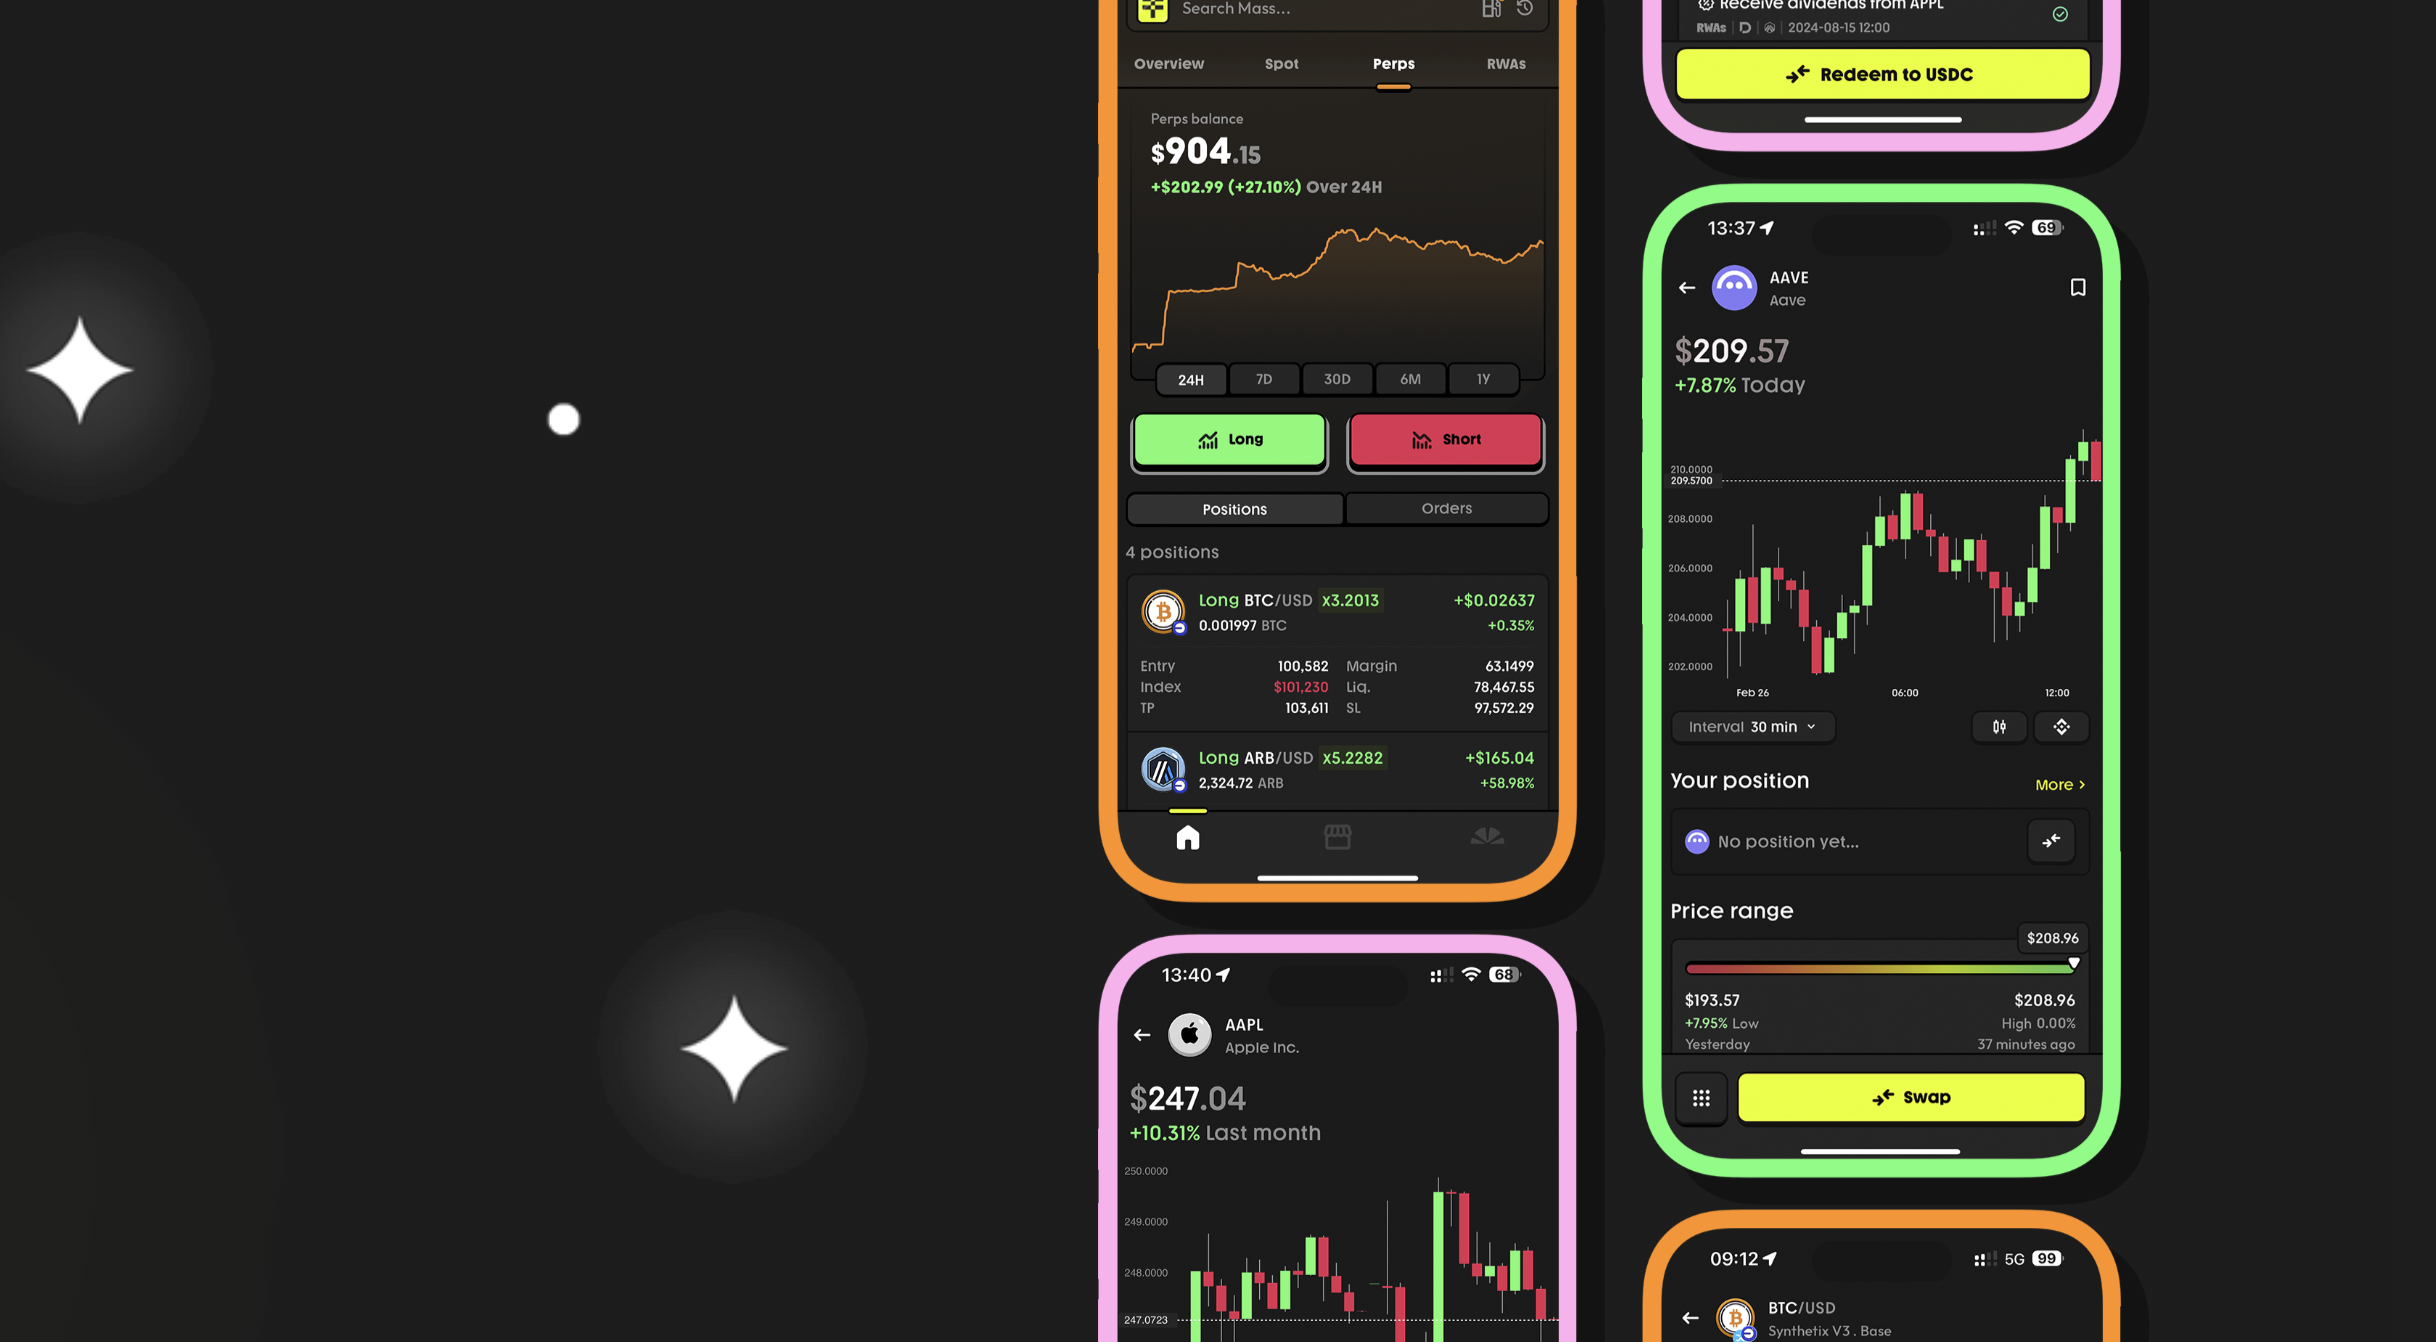 Search Mass...
Overview Spot Perps RWAs
Perps balance
$904.15
+$202.99 (+27.10%) Over 24H
24H 7D 30D 6M 1Y
Long Short
Positions Orders
4 positions
Long BTC/USD x3.2013 +$0.02637
0.001997 BTC +0.35%
Entry 100,582 Margin 63.1499
Index $101,230 Liq. 78,467.55
TP 103,611 SL 97,572.29
Long ARB/USD x5.2282 +$165.04
2,324.72 ARB +58.98%
13:40 68
AAPL
Apple Inc.
$247.04
+10.31% Last month
250.0000
249.0000
248.0000
247.0723
Receive dividends from APPL
RWAs 2024-08-15 12:00
Redeem to USDC
13:37 69
AAVE
Aave
$209.57
+7.87% Today
210.0000
209.5700
208.0000
206.0000
204.0000
202.0000
Feb 26 06:00 12:00
Interval 30 min
Your position More >
No position yet...
Price range
$208.96
$193.57 $208.96
+7.95% Low High 0.00%
Yesterday 37 minutes ago
Swap
09:12 5G 99
BTC/USD
Synthetix V3 . Base